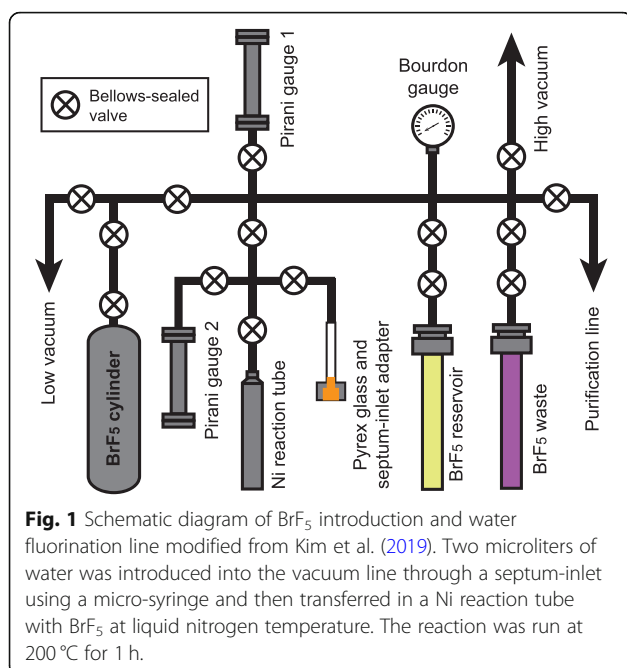 Bellows-sealed
valve
Pirani gauge 1
Bourdon
gauge
High vacuum
Low vacuum
BrF5 cylinder
Pirani gauge 2
Ni reaction tube
Pyrex glass and
septum-inlet adapter
BrF5 reservoir
BrF5 waste
Purification line
Fig. 1 Schematic diagram of BrF5 introduction and water
fluorination line modified from Kim et al. (2019). Two microliters of
water was introduced into the vacuum line through a septum-inlet
using a micro-syringe and then transferred in a Ni reaction tube
with BrF5 at liquid nitrogen temperature. The reaction was run at
200 °C for 1 h.